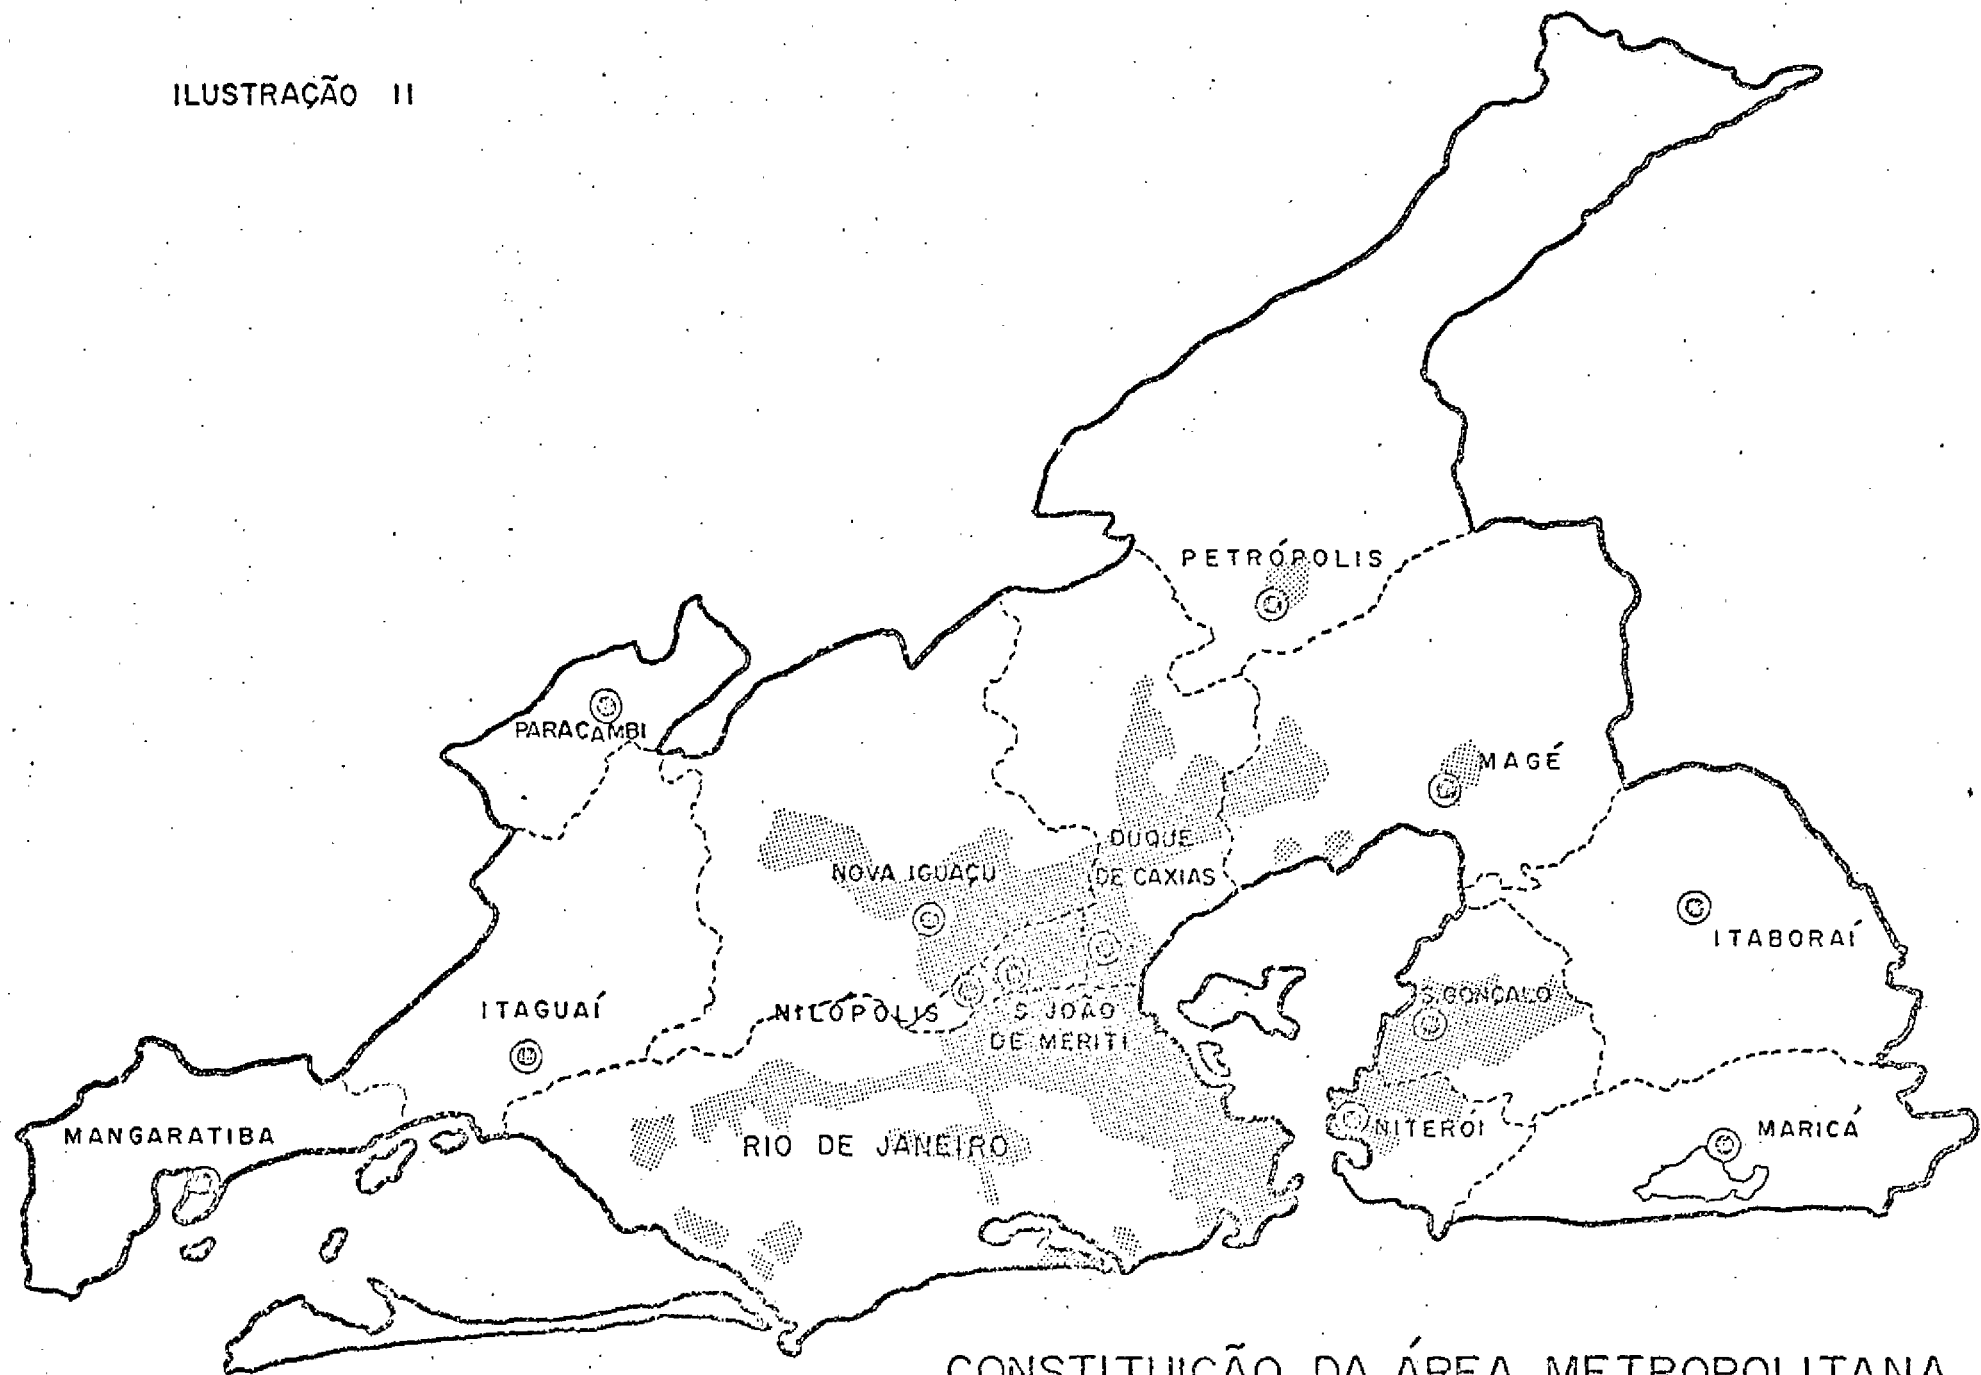 ILUSTRAÇÃO II
PETRÓPOLIS
PARACAMBI
MAGÉ
DUQUE
DE CAXIAS
NOVA IGUAÇU
ITABORAÍ
ITAGUAÍ
NILÓPOLIS
S. JOÃO
DE MERITI
S. GONÇALO
MANGARATIBA
RIO DE JANEIRO
NITERÓI
MARICÁ
CONSTITUIÇÃO DA ÁREA METROPOLITANA